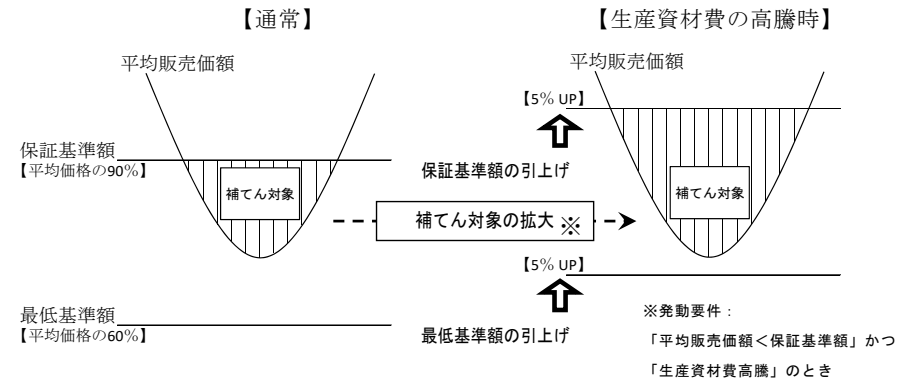 【通常】
平均販売価額
保証基準額
【平均価格の90%】
補てん対象
最低基準額
【平均価格の60%】
【5% UP】
保証基準額の引上げ
補てん対象の拡大※
【5% UP】
最低基準額の引上げ
【生産資材費の高騰時】
平均販売価額
補てん対象
※発動要件：
「平均販売価額＜保証基準額」かつ
「生産資材費高騰」のとき